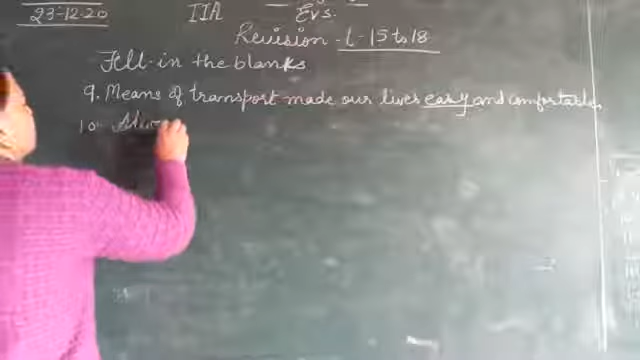 23-12-20 IIA Evs.
Revision - L-15 to 18
Fill-in the blanks
9. Means of transport made our lives easy and comfortable.
10.